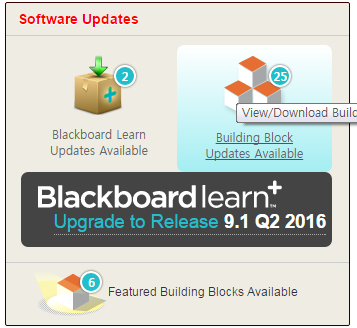 Software Updates
2
25
View/Download Build
Blackboard Learn
Updates Available
Building Block
Updates Available
Blackboard learn+™
Upgrade to Release 9.1 Q2 2016
6
Featured Building Blocks Available